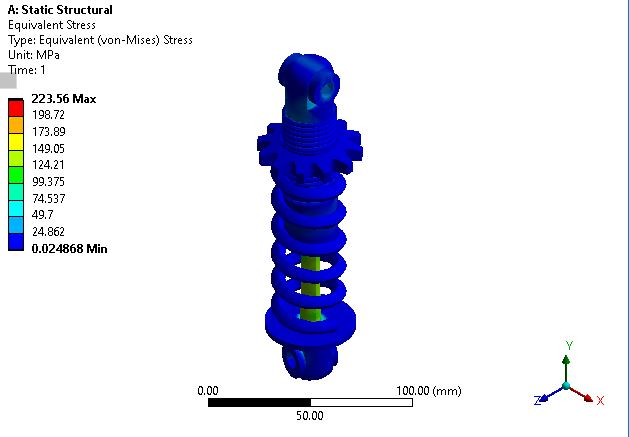 A: Static Structural
Equivalent Stress
Type: Equivalent (von-Mises) Stress
Unit: MPa
Time: 1
223.56 Max
198.72
173.89
149.05
124.21
99.375
74.537
49.7
24.862
0.024868 Min
0.00
100.00 (mm)
50.00
Y
Z
X